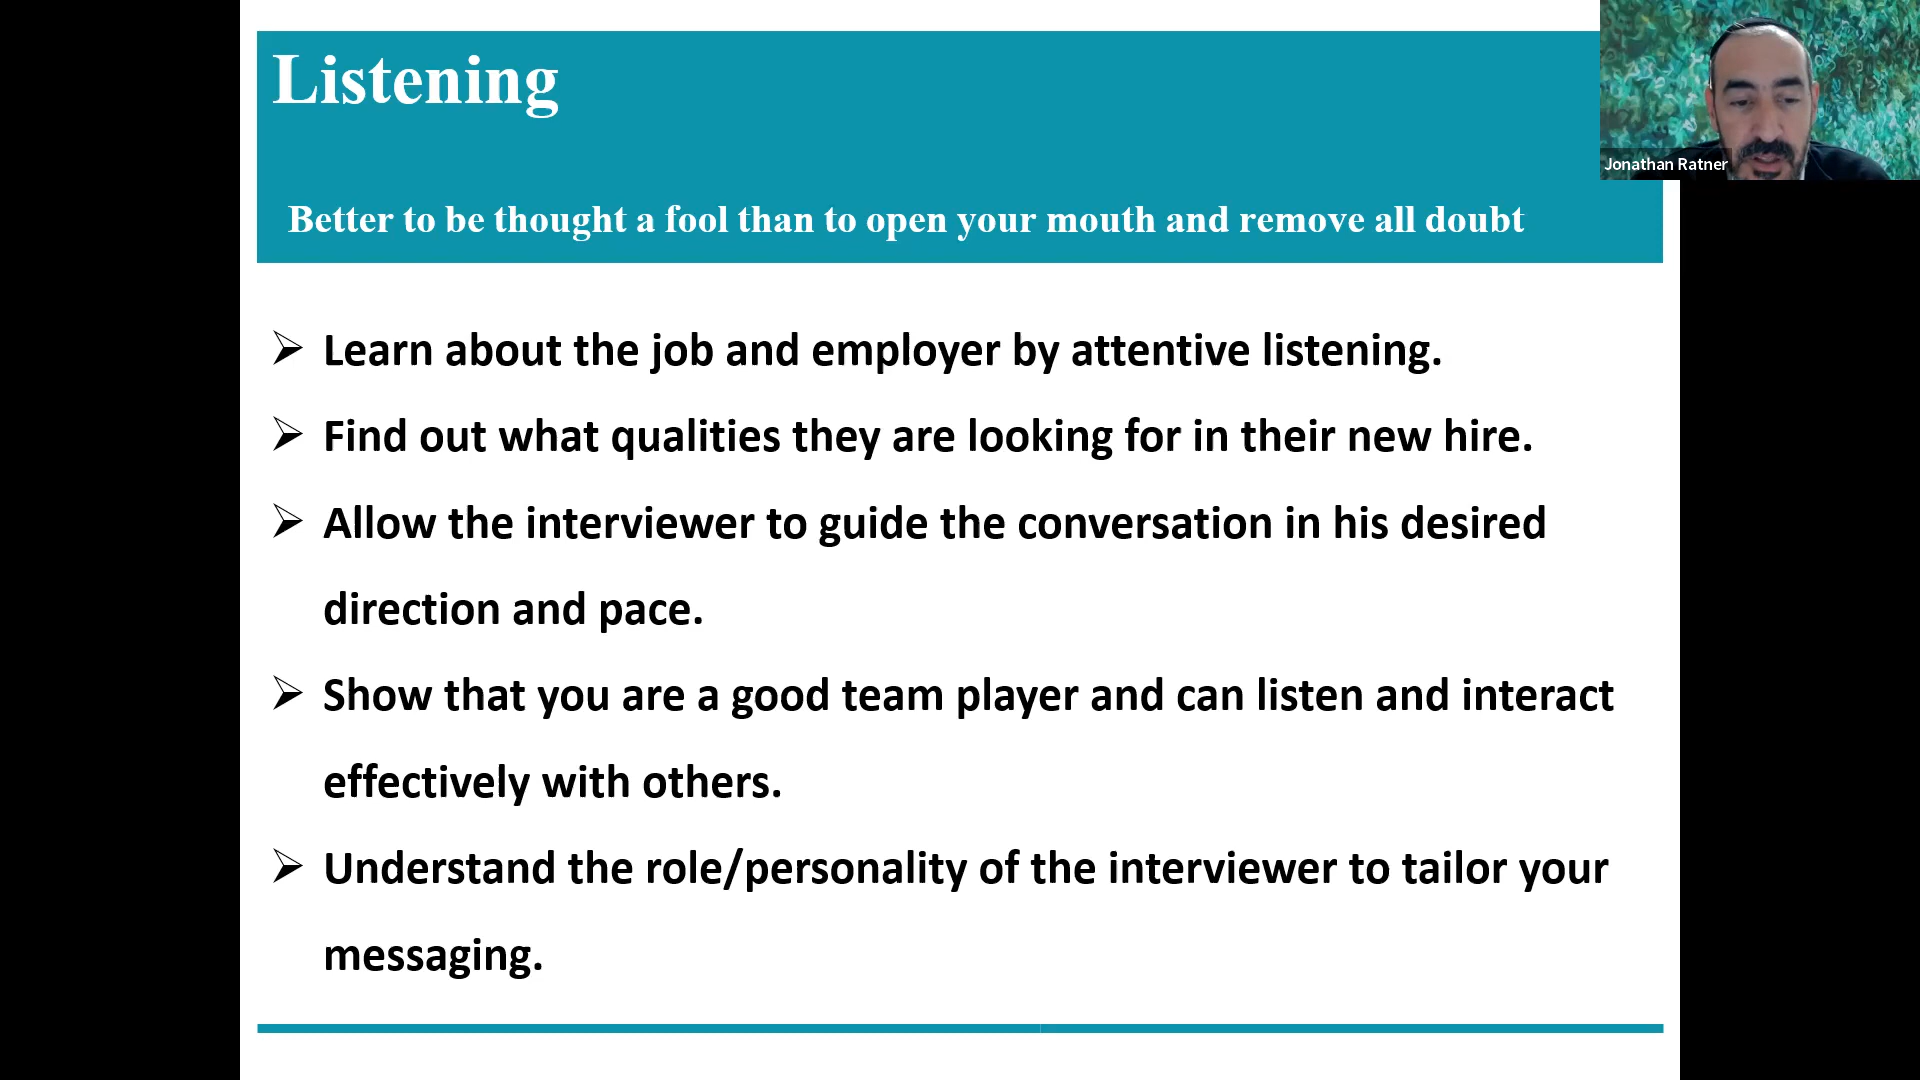 Listening
Jonathan Ratner
Better to be thought a fool than to open your mouth and remove all doubt
➢ Learn about the job and employer by attentive listening.
➢ Find out what qualities they are looking for in their new hire.
➢ Allow the interviewer to guide the conversation in his desired
direction and pace.
➢ Show that you are a good team player and can listen and interact
effectively with others.
➢ Understand the role/personality of the interviewer to tailor your
messaging.